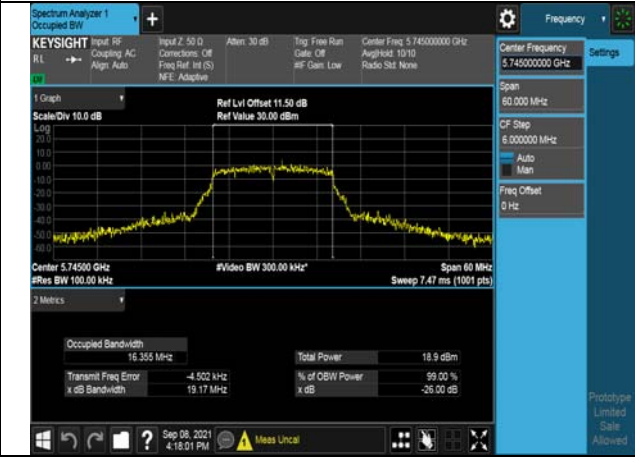 Spectrum Analyzer 1
Occupied BW
+
Frequency
KEYSIGHT
Input: RF
Coupling: AC
Align: Auto
Input Z: 50 Ω
Corrections: Off
Freq Ref: Int (S)
NFE: Adaptive
Atten: 30 dB
Trig: Free Run
Gate: Off
#IF Gain: Low
Center Freq: 5.745000000 GHz
Avg|Hold: 10/10
Radio Std: None
RL
1 Graph
Scale/Div 10.0 dB
Ref Lvl Offset 11.50 dB
Ref Value 30.00 dBm
Log
20.0
10.0
0.00
-10.0
-20.0
-30.0
-40.0
-50.0
-60.0
Center 5.74500 GHz
#Res BW 100.00 kHz
#Video BW 300.00 kHz*
Span 60 MHz
Sweep 7.47 ms (1001 pts)
2 Metrics
Occupied Bandwidth
16.355 MHz
Transmit Freq Error -4.502 kHz
x dB Bandwidth 19.17 MHz
Total Power 18.9 dBm
% of OBW Power 99.00 %
x dB -26.00 dB
Center Frequency
5.745000000 GHz
Settings
Span
60.000 MHz
CF Step
6.000000 MHz
Auto
Man
Freq Offset
0 Hz
Prototype
Limited
Sale
Allowed
?
Sep 08, 2021
4:18:01 PM
Meas Uncal